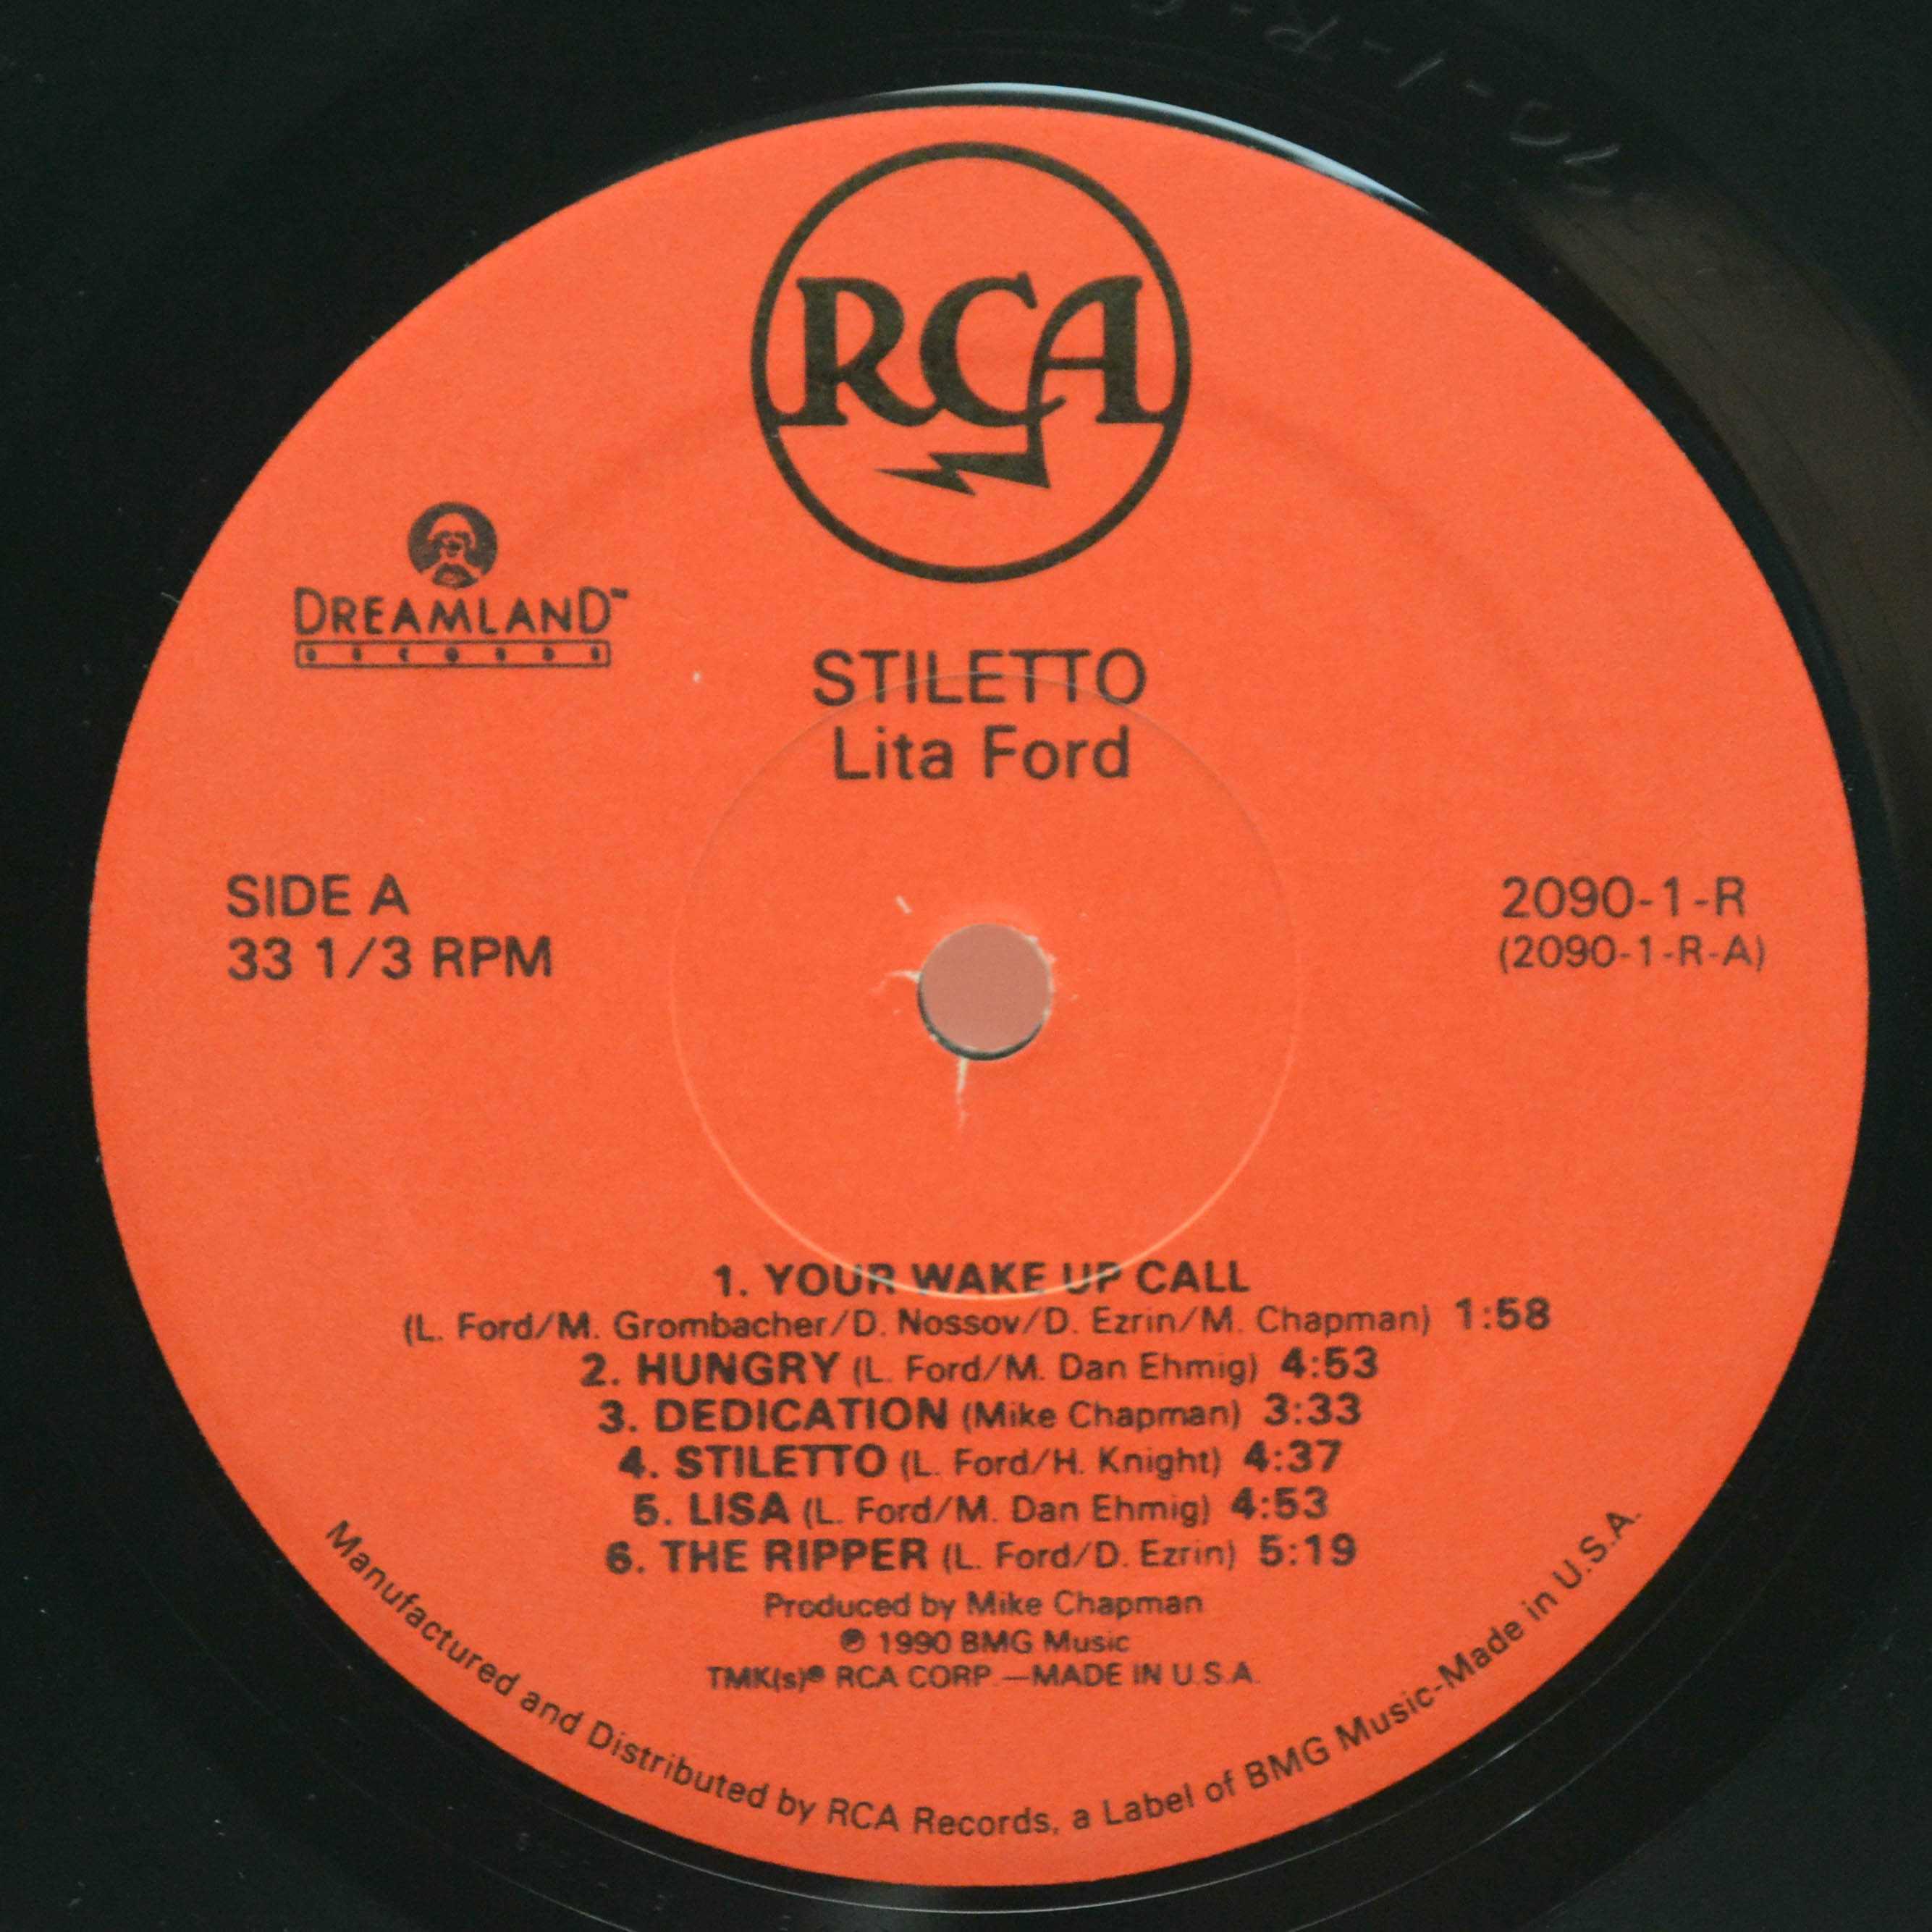 RCA
DREAMLAND™
RECORDS
STILETTO
Lita Ford
SIDE A
33 1/3 RPM
2090-1-R
(2090-1-R-A)
1. YOUR WAKE UP CALL
(L. Ford/M. Grombacher/D. Nossov/D. Ezrin/M. Chapman) 1:58
2. HUNGRY (L. Ford/M. Dan Ehmig) 4:53
3. DEDICATION (Mike Chapman) 3:33
4. STILETTO (L. Ford/H. Knight) 4:37
5. LISA (L. Ford/M. Dan Ehmig) 4:53
6. THE RIPPER (L. Ford/D. Ezrin) 5:19
Produced by Mike Chapman
℗ 1990 BMG Music
TMK(s)® RCA CORP.—MADE IN U.S.A.
Manufactured and Distributed by RCA Records, a Label of BMG Music-Made in U.S.A.